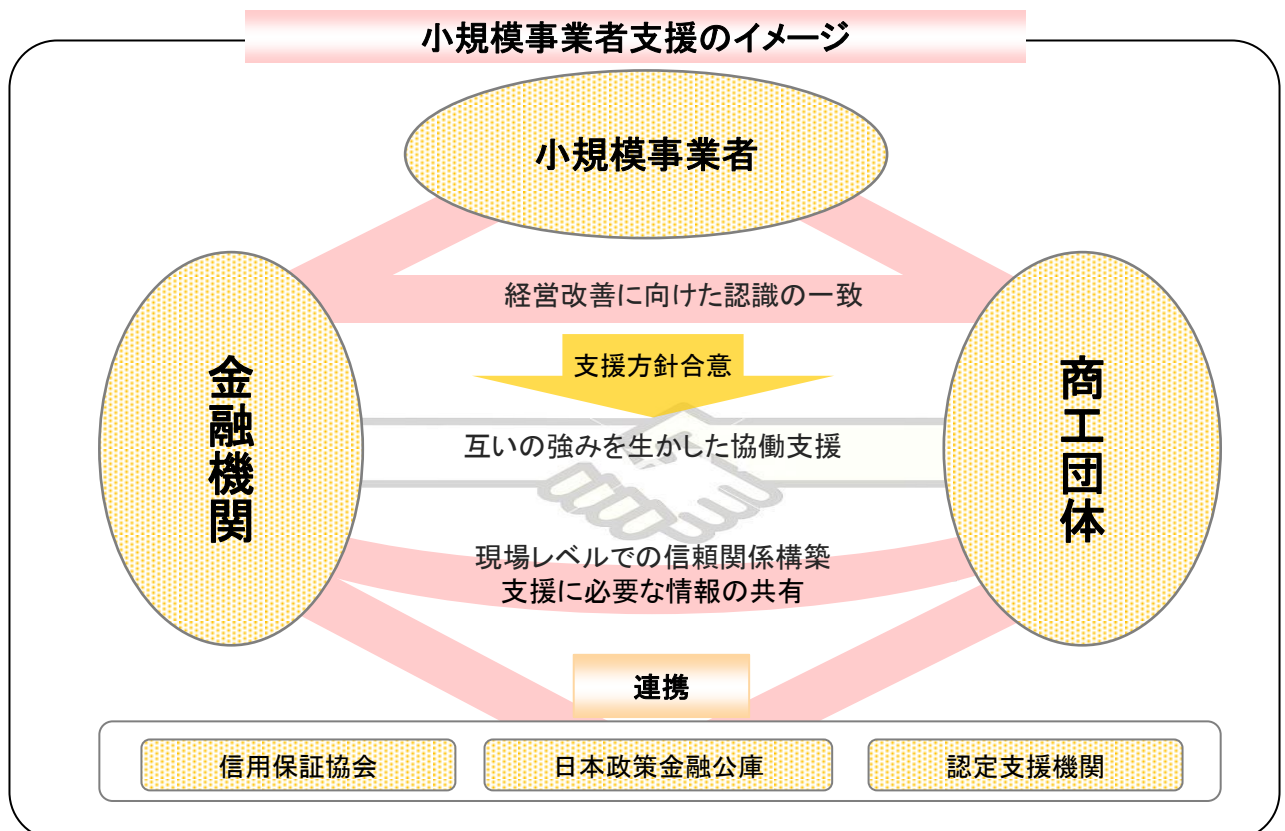 小規模事業者支援のイメージ
小規模事業者
経営改善に向けた認識の一致
支援方針合意
金融機関
商工団体
互いの強みを生かした協働支援
現場レベルでの信頼関係構築
支援に必要な情報の共有
連携
信用保証協会
日本政策金融公庫
認定支援機関